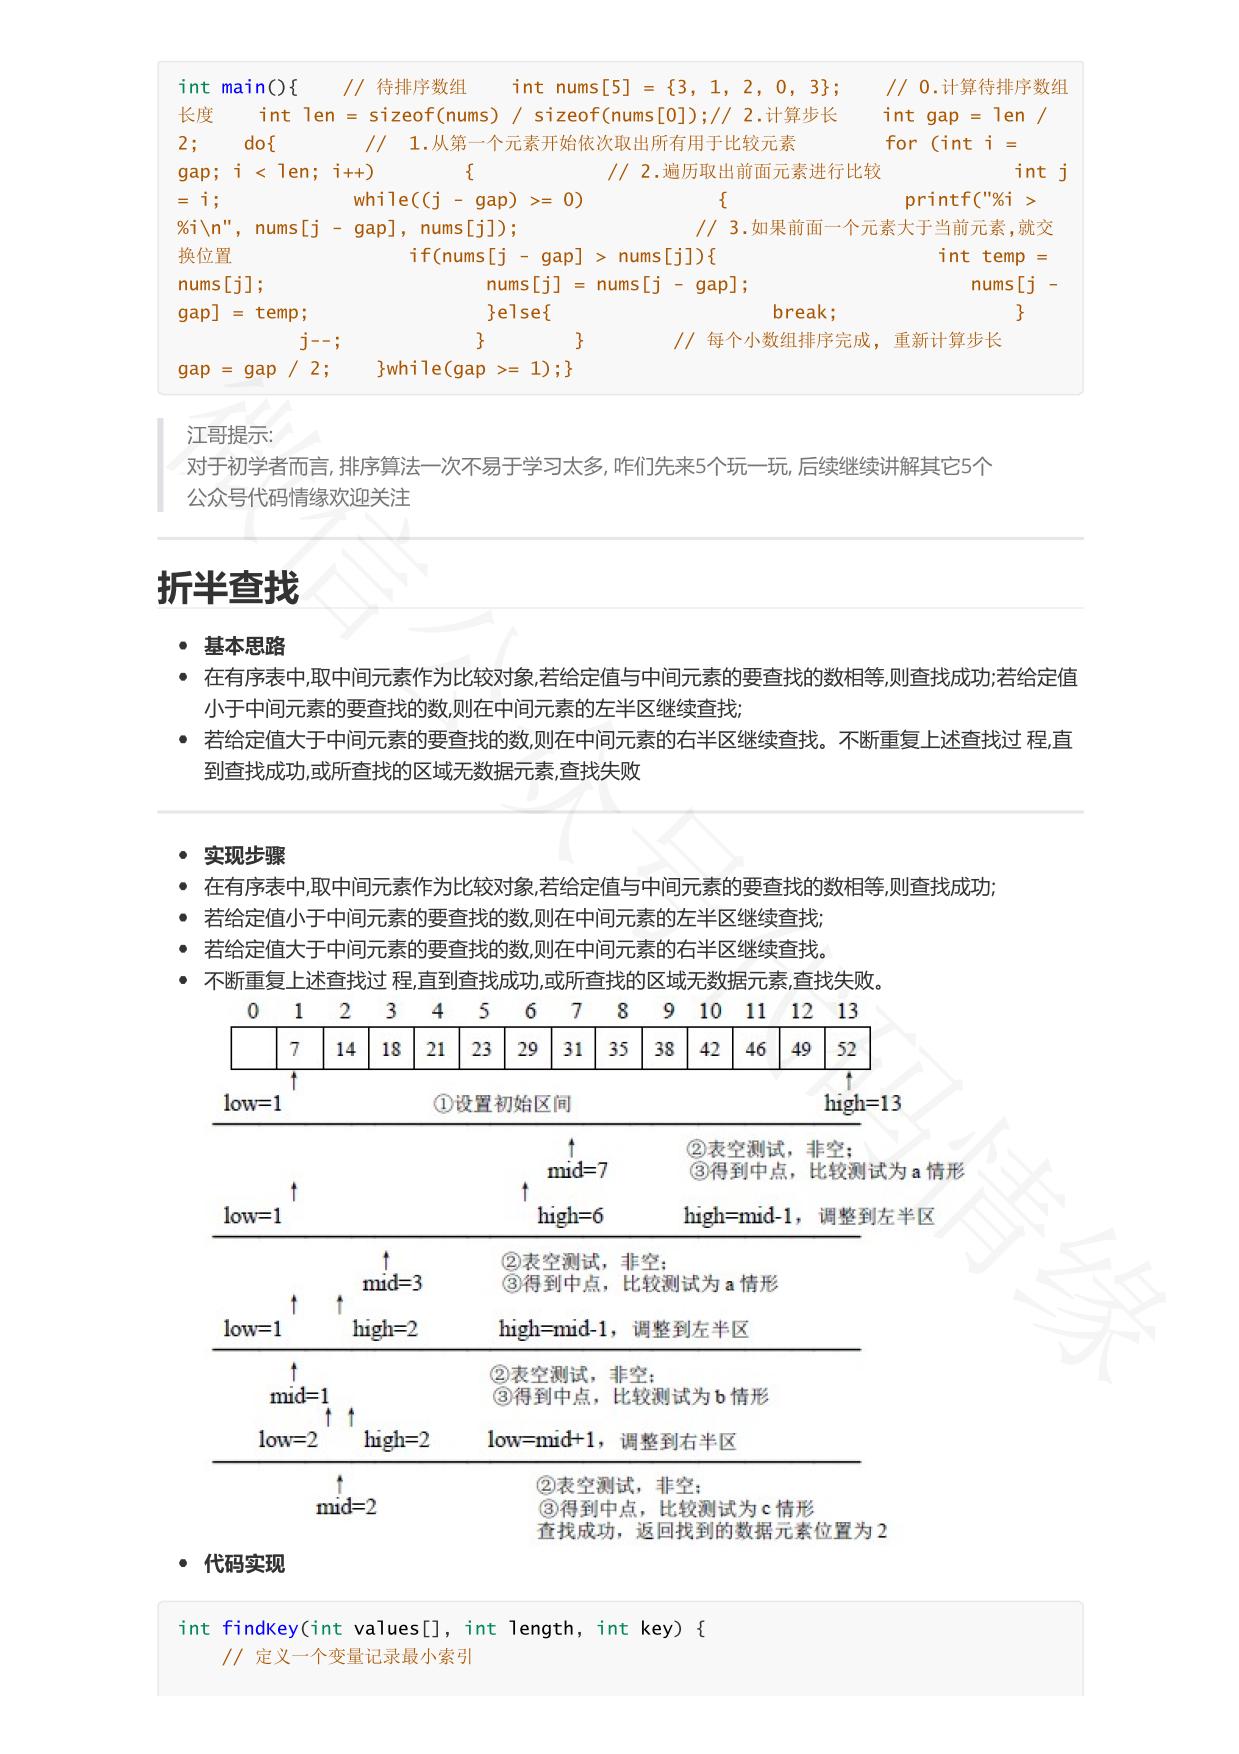 int main(){    // 待排序数组    int nums[5] = {3, 1, 2, 0, 3};    // 0.计算待排序数组
长度    int len = sizeof(nums) / sizeof(nums[0]);// 2.计算步长    int gap = len /
2;    do{        //  1.从第一个元素开始依次取出所有用于比较元素        for (int i =
gap; i < len; i++)        {            // 2.遍历取出前面元素进行比较            int j
= i;            while((j - gap) >= 0)            {                printf("%i >
%i\n", nums[j - gap], nums[j]);                // 3.如果前面一个元素大于当前元素,就交
换位置                if(nums[j - gap] > nums[j]){                    int temp =
nums[j];                    nums[j] = nums[j - gap];                    nums[j -
gap] = temp;                }else{                    break;                }
j--;            }        }        // 每个小数组排序完成, 重新计算步长
gap = gap / 2;    }while(gap >= 1);}
江哥提示:
对于初学者而言, 排序算法一次不易于学习太多, 咋们先来5个玩一玩, 后续继续讲解其它5个
公众号代码情缘欢迎关注
折半查找
• 基本思路
• 在有序表中,取中间元素作为比较对象,若给定值与中间元素的要查找的数相等,则查找成功;若给定值
小于中间元素的要查找的数,则在中间元素的左半区继续查找;
• 若给定值大于中间元素的要查找的数,则在中间元素的右半区继续查找。不断重复上述查找过 程,直
到查找成功,或所查找的区域无数据元素,查找失败
• 实现步骤
• 在有序表中,取中间元素作为比较对象,若给定值与中间元素的要查找的数相等,则查找成功;
• 若给定值小于中间元素的要查找的数,则在中间元素的左半区继续查找;
• 若给定值大于中间元素的要查找的数,则在中间元素的右半区继续查找。
• 不断重复上述查找过 程,直到查找成功,或所查找的区域无数据元素,查找失败。
0 1 2 3 4 5 6 7 8 9 10 11 12 13
7 14 18 21 23 29 31 35 38 42 46 49 52
low=1 ①设置初始区间 high=13
②表空测试，非空；
mid=7 ③得到中点，比较测试为 a 情形
low=1 high=6 high=mid-1，调整到左半区
②表空测试，非空；
mid=3 ③得到中点，比较测试为 a 情形
low=1 high=2 high=mid-1，调整到左半区
②表空测试，非空；
mid=1 ③得到中点，比较测试为 b 情形
low=2 high=2 low=mid+1，调整到右半区
②表空测试，非空；
mid=2 ③得到中点，比较测试为 c 情形
查找成功，返回找到的数据元素位置为 2
• 代码实现
int findKey(int values[], int length, int key) {
    // 定义一个变量记录最小索引
微信公众号 代码情缘